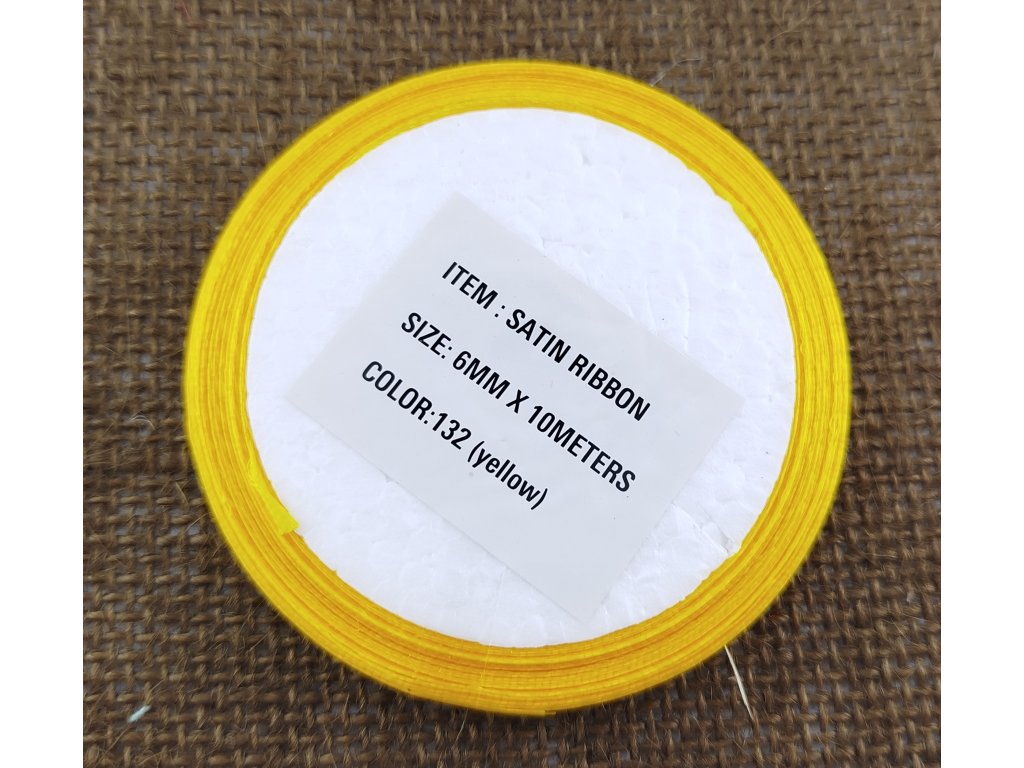 ITEM : SATIN RIBBON
SIZE: 6MM X 10METERS
COLOR:132 (yellow)